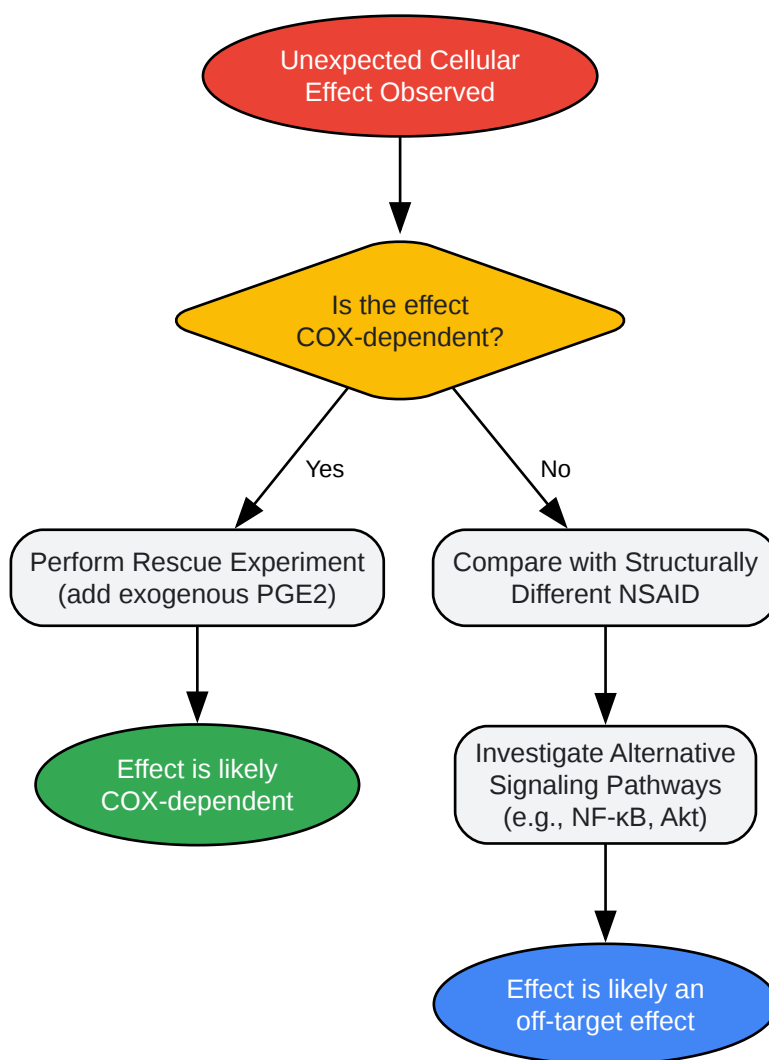 Unexpected Cellular
Effect Observed
Is the effect
COX-dependent?
Yes
No
Perform Rescue Experiment
(add exogenous PGE2)
Compare with Structurally
Different NSAID
Effect is likely
COX-dependent
Investigate Alternative
Signaling Pathways
(e.g., NF-κB, Akt)
Effect is likely an
off-target effect